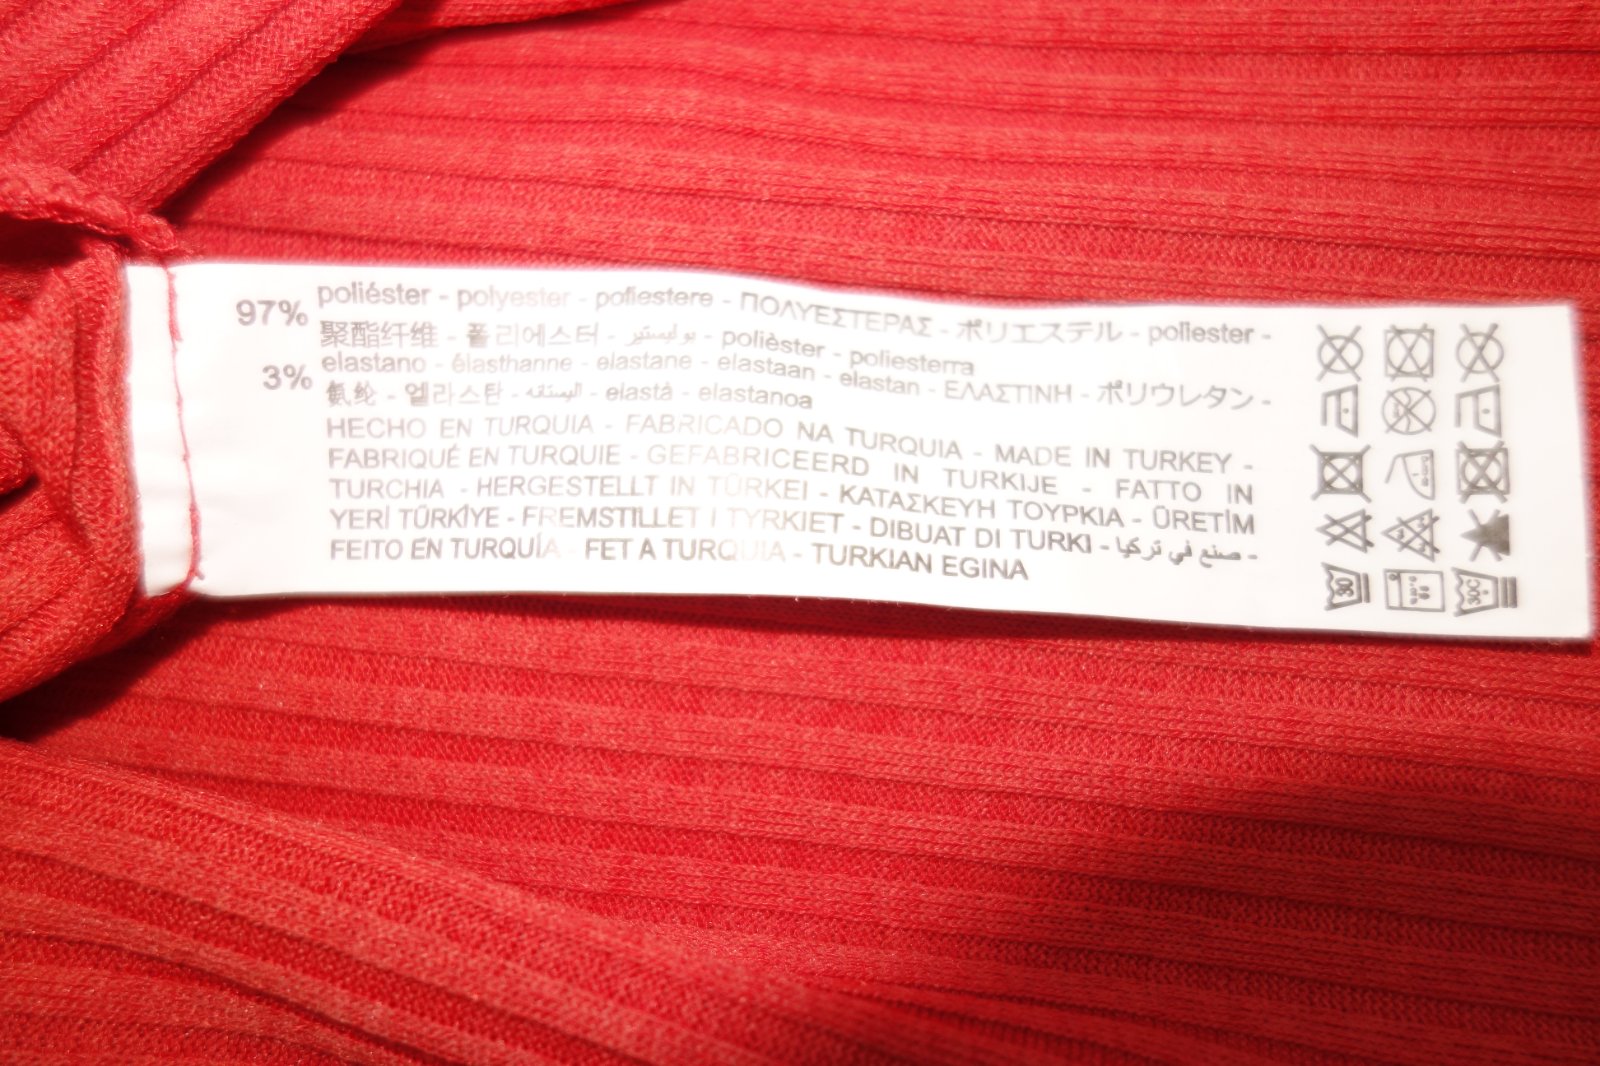 97% poliéster - polyester - poliestere - ΠΟΛΥΕΣΤΕΡΑΣ - ポリエステル - poliester -
聚酯纤维 - 폴리에스터 - بوليستير - polièster - poliesterra
3% elastano - élasthanne - elastane - elastaan - elastan - ΕΛΑΣΤΙΝΗ - ポリウレタン -
氨纶 - 엘라스탄 - اليستانه - elastà - elastanoa
HECHO EN TURQUIA - FABRICADO NA TURQUIA - MADE IN TURKEY -
FABRIQUÉ EN TURQUIE - GEFABRICEERD IN TURKIJE - FATTO IN
TURCHIA - HERGESTELLT IN TÜRKEI - ΚΑΤΑΣΚΕΥΗ ΤΟΥΡΚΙΑ - ÜRETİM
YERİ TÜRKİYE - FREMSTILLET I TYRKIET - DIBUAT DI TURKI - صنع في تركيا -
FEITO EN TURQUÍA - FET A TURQUIA - TURKIAN EGINA
30 30C